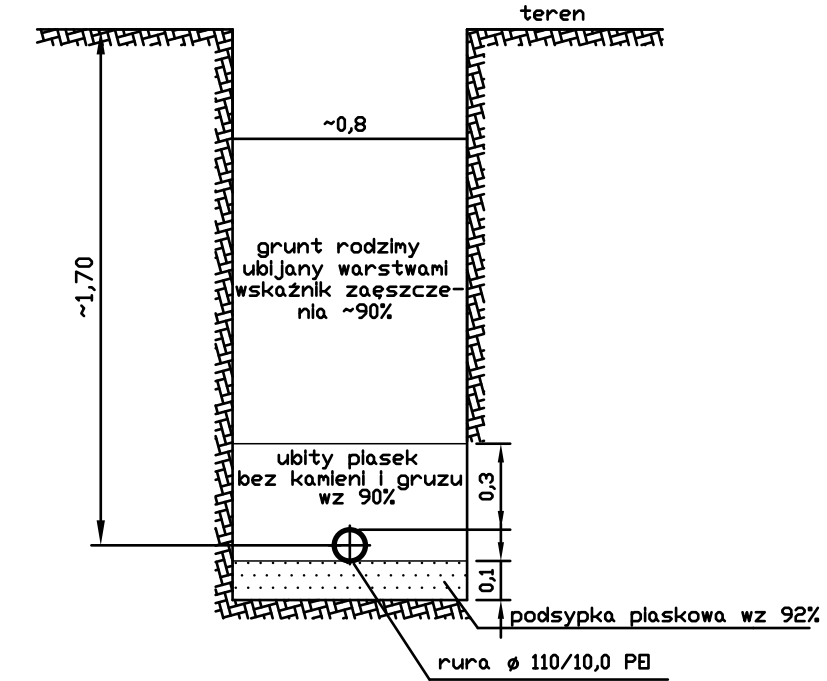 teren
~0,8
grunt rodzimy
ubijany warstwami
wskaźnik zaęszcze-
nia ~90%
~1,70
ubity piasek
bez kamieni i gruzu
wz 90%
0,3
0,1
podsypka piaskowa wz 92%
rura ø 110/10,0 PE